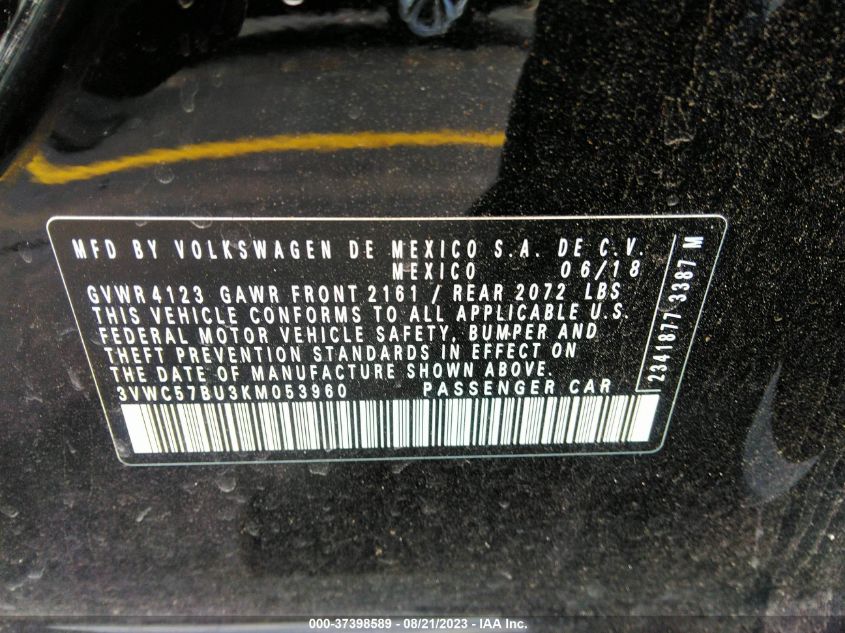 MFD BY VOLKSWAGEN DE MEXICO S.A. DE C.V.
MEXICO 06/18
GVWR 4123 GAWR FRONT 2161 / REAR 2072 LBS
THIS VEHICLE CONFORMS TO ALL APPLICABLE U.S.
FEDERAL MOTOR VEHICLE SAFETY, BUMPER AND
THEFT PREVENTION STANDARDS IN EFFECT ON
THE DATE OF MANUFACTURE SHOWN ABOVE.
3VWC57BU3KM053960 PASSENGER CAR
2341877 3387 M
000-37398589 - 08/21/2023 - IAA Inc.